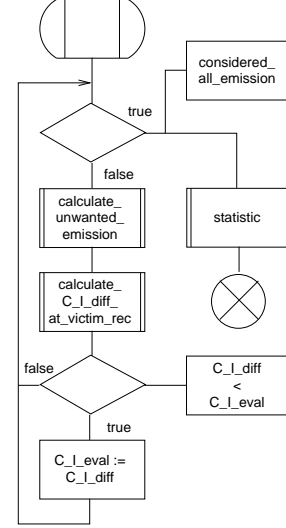 considered_
all_emission
true
false
calculate_
unwanted_
emission
statistic
calculate_
C_I_diff_
at_victim_rec
false
C_I_diff
<
C_I_eval
true
C_I_eval :=
C_I_diff